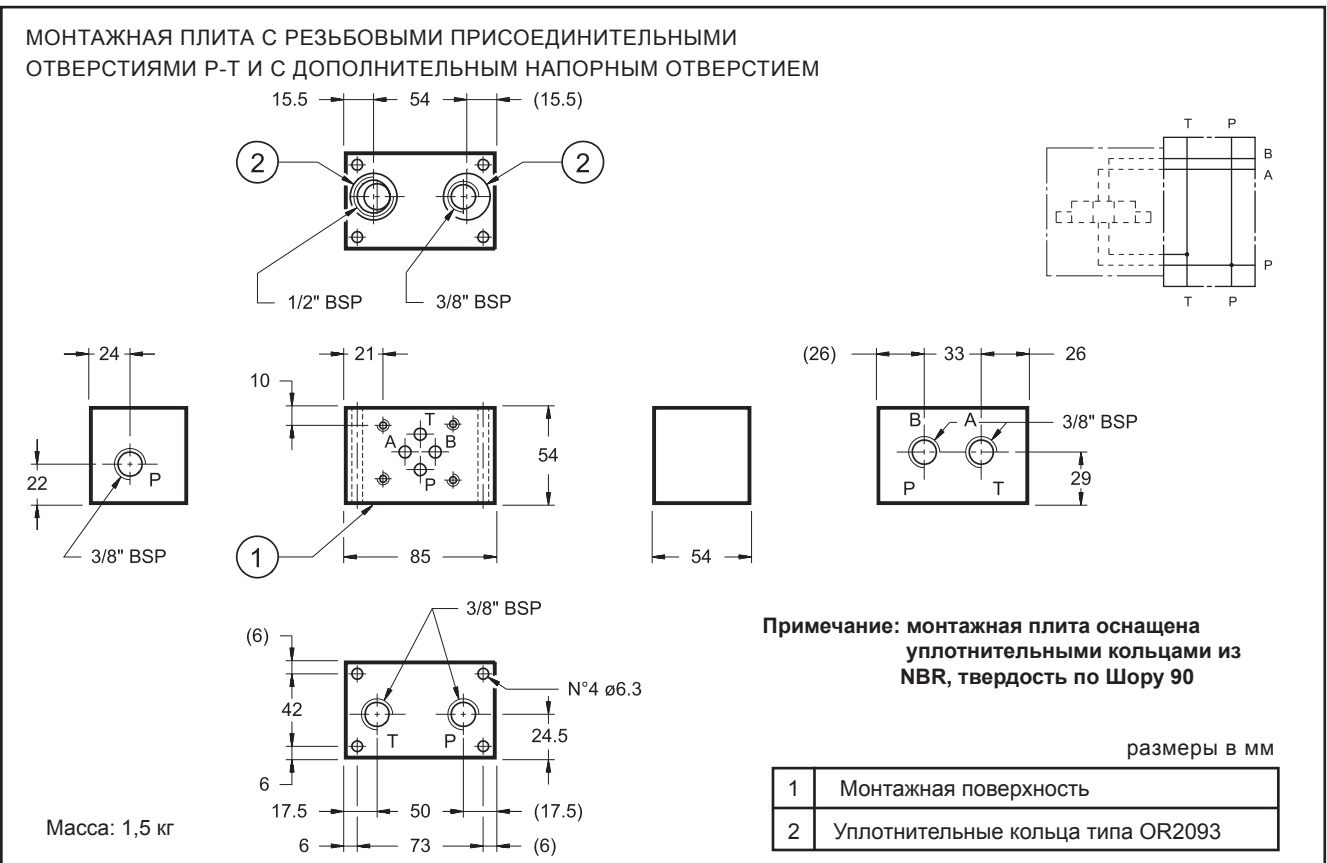 МОНТАЖНАЯ ПЛИТА С РЕЗЬБОВЫМИ ПРИСОЕДИНИТЕЛЬНЫМИ
ОТВЕРСТИЯМИ P-T И С ДОПОЛНИТЕЛЬНЫМ НАПОРНЫМ ОТВЕРСТИЕМ
15.5 54 (15.5)
2 2
1/2" BSP 3/8" BSP
T P
B
A
P
T P
24
22
P
3/8" BSP
21
10
T
A B
P
54
1
85
54
(26) 33 26
B A
3/8" BSP
P T
29
3/8" BSP
(6)
N°4 ø6.3
42
T P
24.5
6
17.5 50 (17.5)
6 73 (6)
Масса: 1,5 кг
Примечание: монтажная плита оснащена
уплотнительными кольцами из
NBR, твердость по Шору 90
размеры в мм
1 Монтажная поверхность
2 Уплотнительные кольца типа OR2093